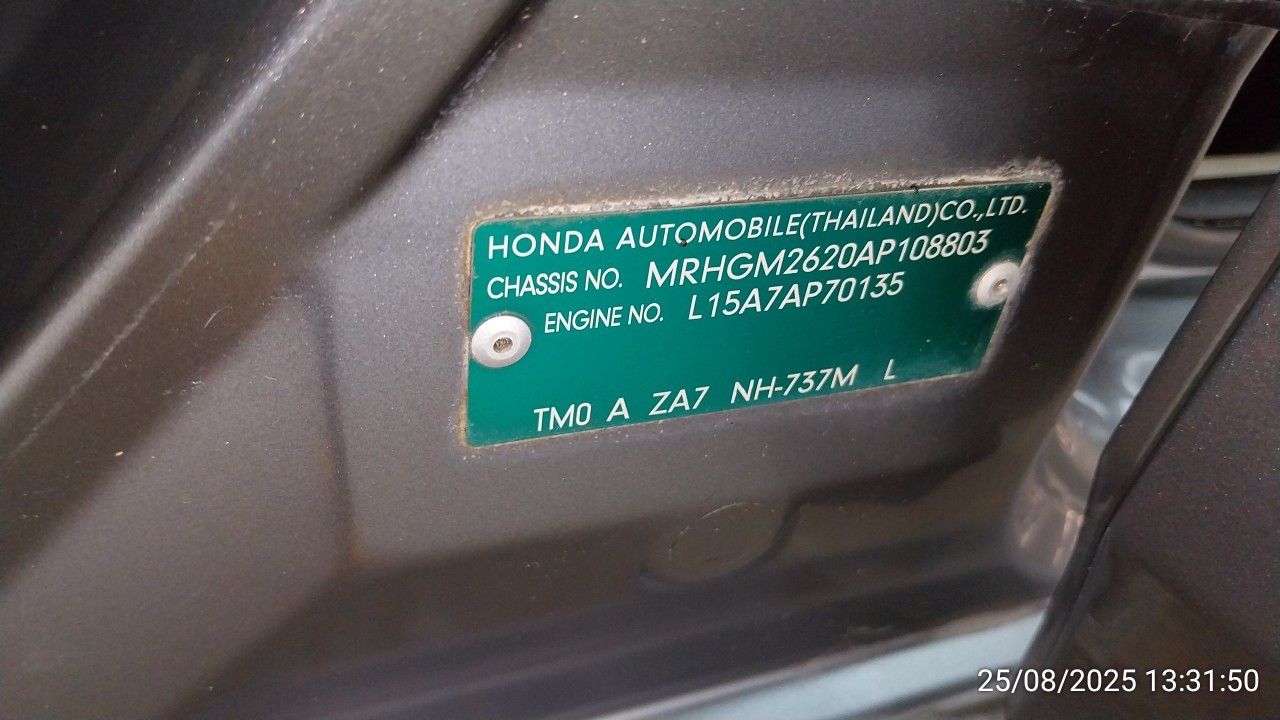 HONDA AUTOMOBILE(THAILAND)CO.,LTD.
CHASSIS NO. MRHGM2620AP108803
ENGINE NO. L15A7AP70135
TM0 A ZA7 NH-737M L
25/08/2025 13:31:50